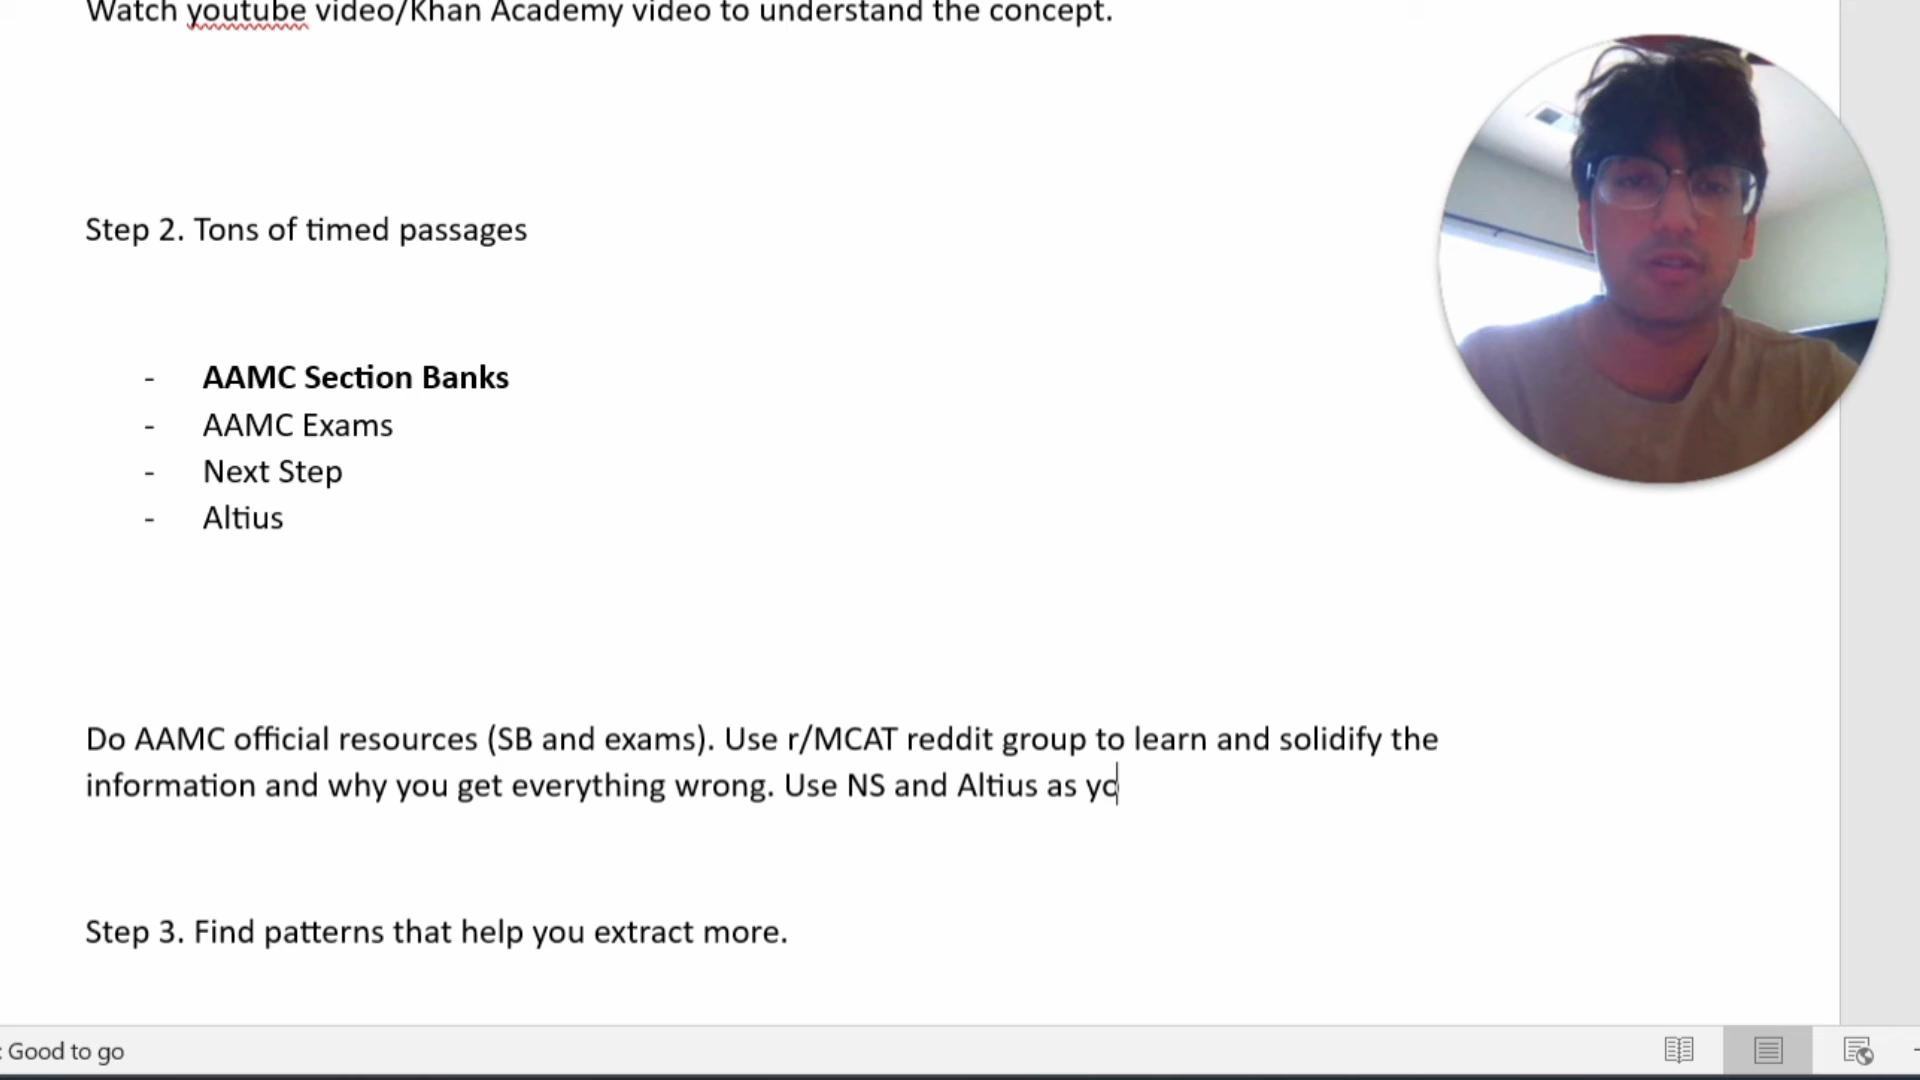 Watch youtube video/Khan Academy video to understand the concept.
Step 2. Tons of timed passages
- AAMC Section Banks
- AAMC Exams
- Next Step
- Altius
Do AAMC official resources (SB and exams). Use r/MCAT reddit group to learn and solidify the
information and why you get everything wrong. Use NS and Altius as yo
Step 3. Find patterns that help you extract more.
: Good to go